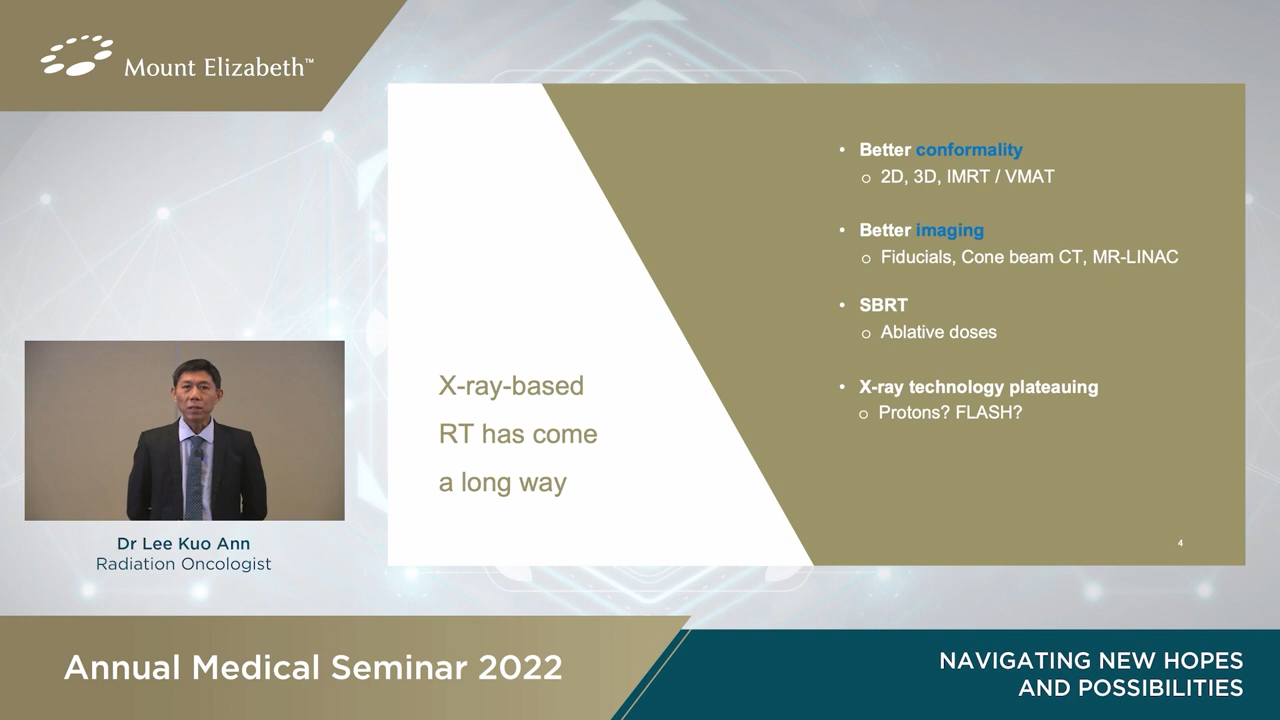 Mount Elizabeth™
• Better conformality
o 2D, 3D, IMRT / VMAT
• Better imaging
o Fiducials, Cone beam CT, MR-LINAC
• SBRT
o Ablative doses
• X-ray technology plateauing
o Protons? FLASH?
X-ray-based
RT has come
a long way
4
Dr Lee Kuo Ann
Radiation Oncologist
Annual Medical Seminar 2022
NAVIGATING NEW HOPES
AND POSSIBILITIES